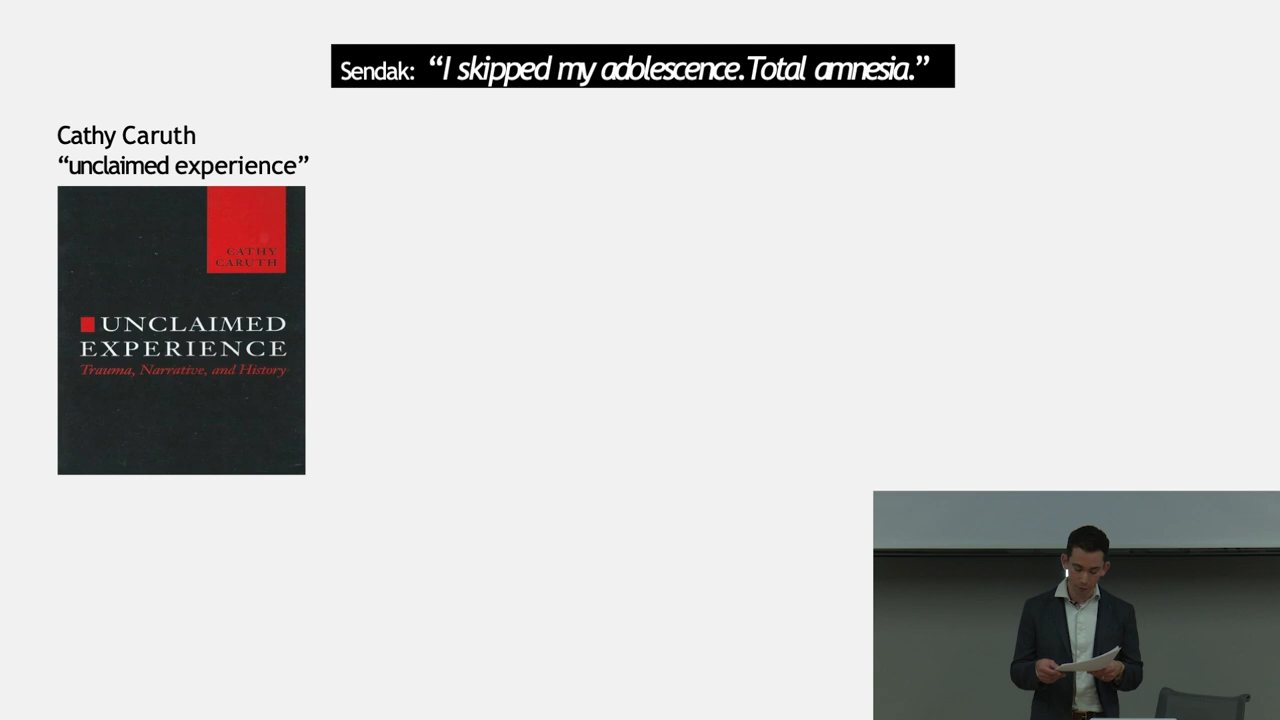 Sendak: “I skipped my adolescence. Total amnesia.”
Cathy Caruth
“unclaimed experience”
CATHY
CARUTH
UNCLAIMED
EXPERIENCE
Trauma, Narrative, and History